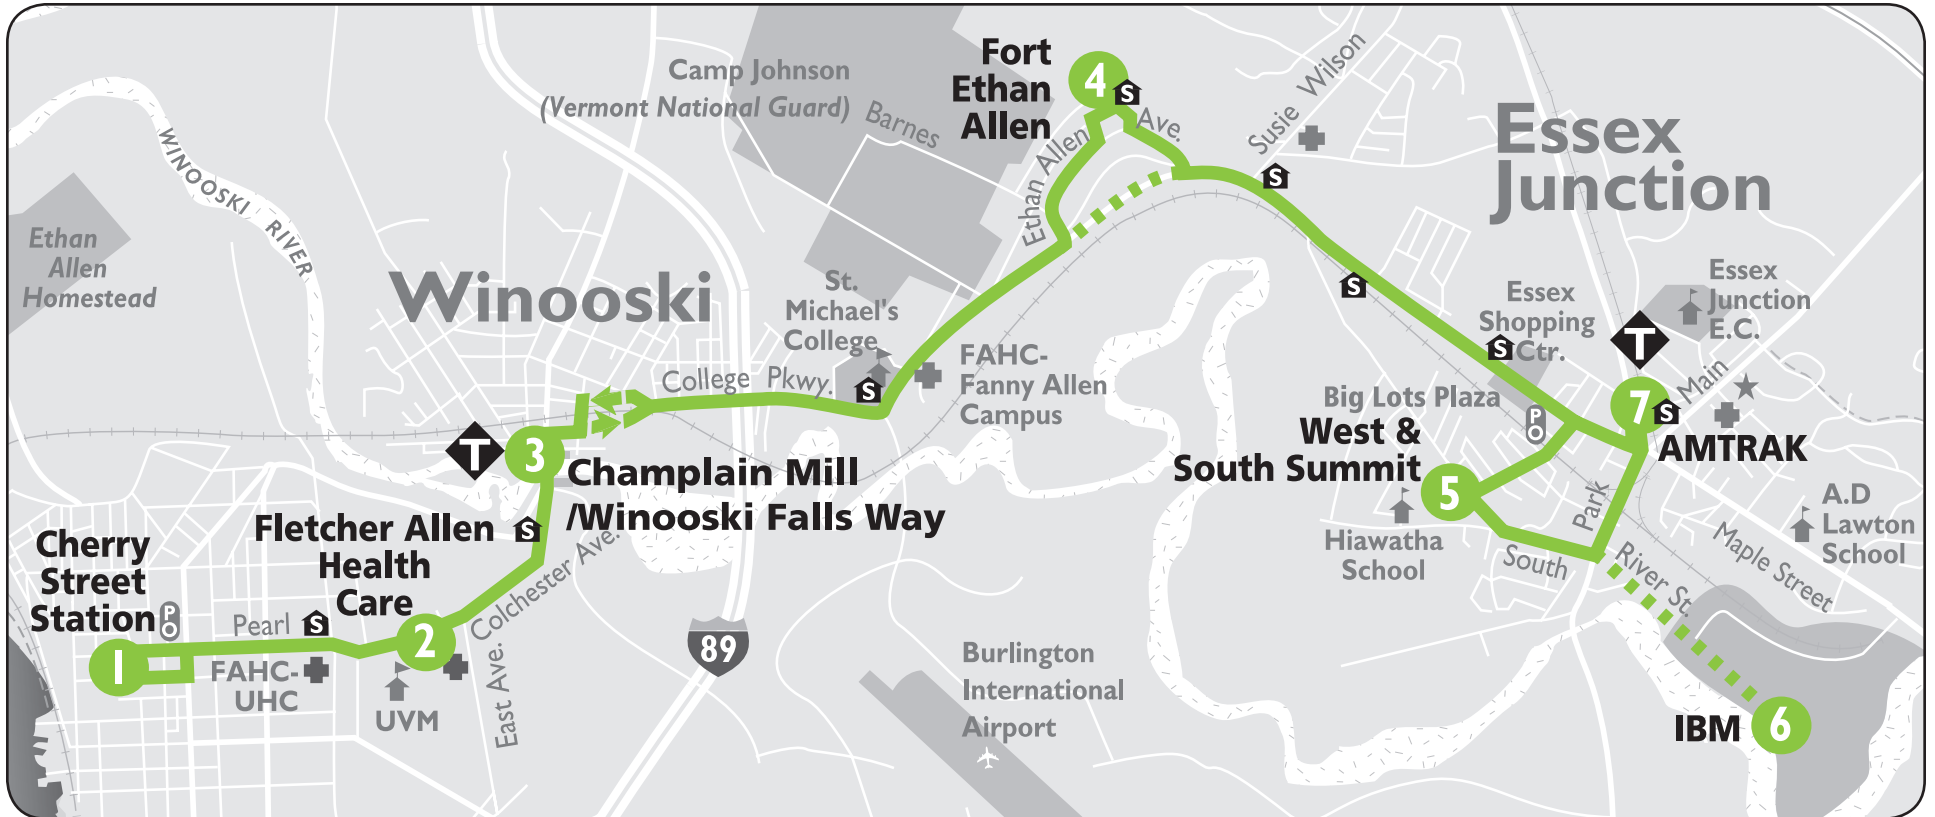 Camp Johnson
(Vermont National Guard)
Barnes
Fort
Ethan
Allen
4
S
Ethan Allen
Ave.
Susie Wilson
S
Essex
Junction
WINOOSKI RIVER
Ethan
Allen
Homestead
Winooski
St.
Michael's
College
S
College Pkwy.
FAHC-
Fanny Allen
Campus
S
Essex
Shopping
Ctr.
S
Essex
Junction
E.C.
T
7
S
Main
AMTRAK
Big Lots Plaza
PO
West &
South Summit
5
Hiawatha
School
South
Park
River St.
Maple Street
A.D
Lawton
School
IBM
6
T
3
Champlain Mill
/Winooski Falls Way
Fletcher Allen
Health
Care
S
2
Colchester Ave.
East Ave.
UVM
Cherry
Street
Station
PO
1
Pearl
S
FAHC-
UHC
89
Burlington
International
Airport